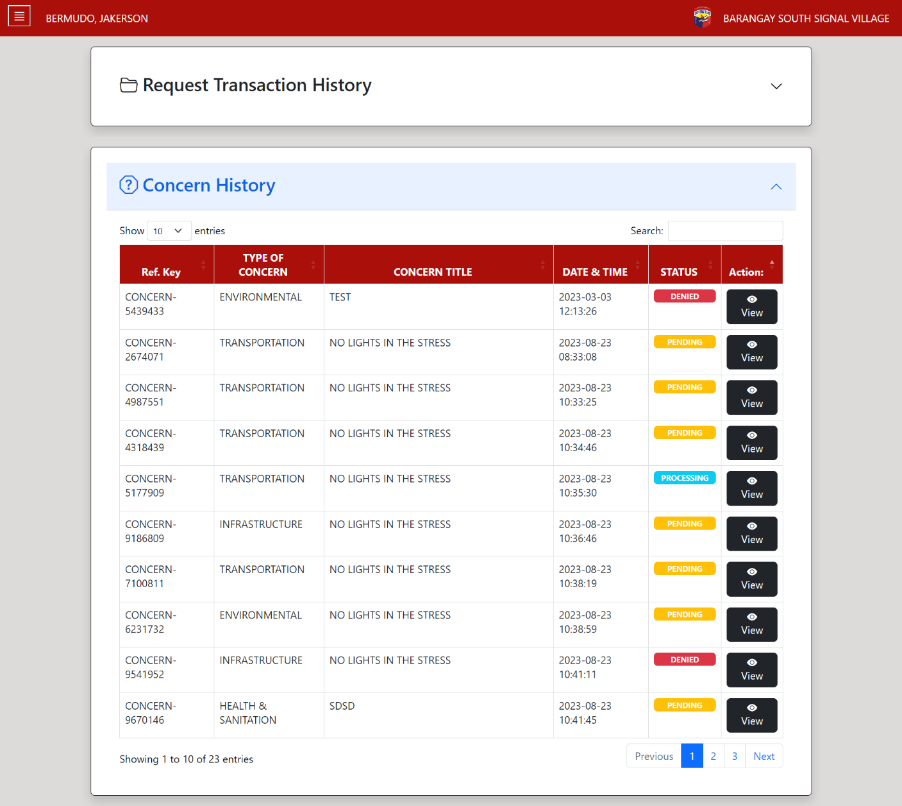 BERMUDO, JAKERSON
BARANGAY SOUTH SIGNAL VILLAGE
Request Transaction History
Concern History
Show 10 entries
Search:
Ref. Key TYPE OF CONCERN CONCERN TITLE DATE & TIME STATUS Action:
CONCERN-5439433 ENVIRONMENTAL TEST 2023-03-03 12:13:26 DENIED View
CONCERN-2674071 TRANSPORTATION NO LIGHTS IN THE STRESS 2023-08-23 08:33:08 PENDING View
CONCERN-4987551 TRANSPORTATION NO LIGHTS IN THE STRESS 2023-08-23 10:33:25 PENDING View
CONCERN-4318439 TRANSPORTATION NO LIGHTS IN THE STRESS 2023-08-23 10:34:46 PENDING View
CONCERN-5177909 TRANSPORTATION NO LIGHTS IN THE STRESS 2023-08-23 10:35:30 PROCESSING View
CONCERN-9186809 INFRASTRUCTURE NO LIGHTS IN THE STRESS 2023-08-23 10:36:46 PENDING View
CONCERN-7100811 TRANSPORTATION NO LIGHTS IN THE STRESS 2023-08-23 10:38:19 PENDING View
CONCERN-6231732 ENVIRONMENTAL NO LIGHTS IN THE STRESS 2023-08-23 10:38:59 PENDING View
CONCERN-9541952 INFRASTRUCTURE NO LIGHTS IN THE STRESS 2023-08-23 10:41:11 DENIED View
CONCERN-9670146 HEALTH & SANITATION SDSD 2023-08-23 10:41:45 PENDING View
Showing 1 to 10 of 23 entries
Previous 1 2 3 Next